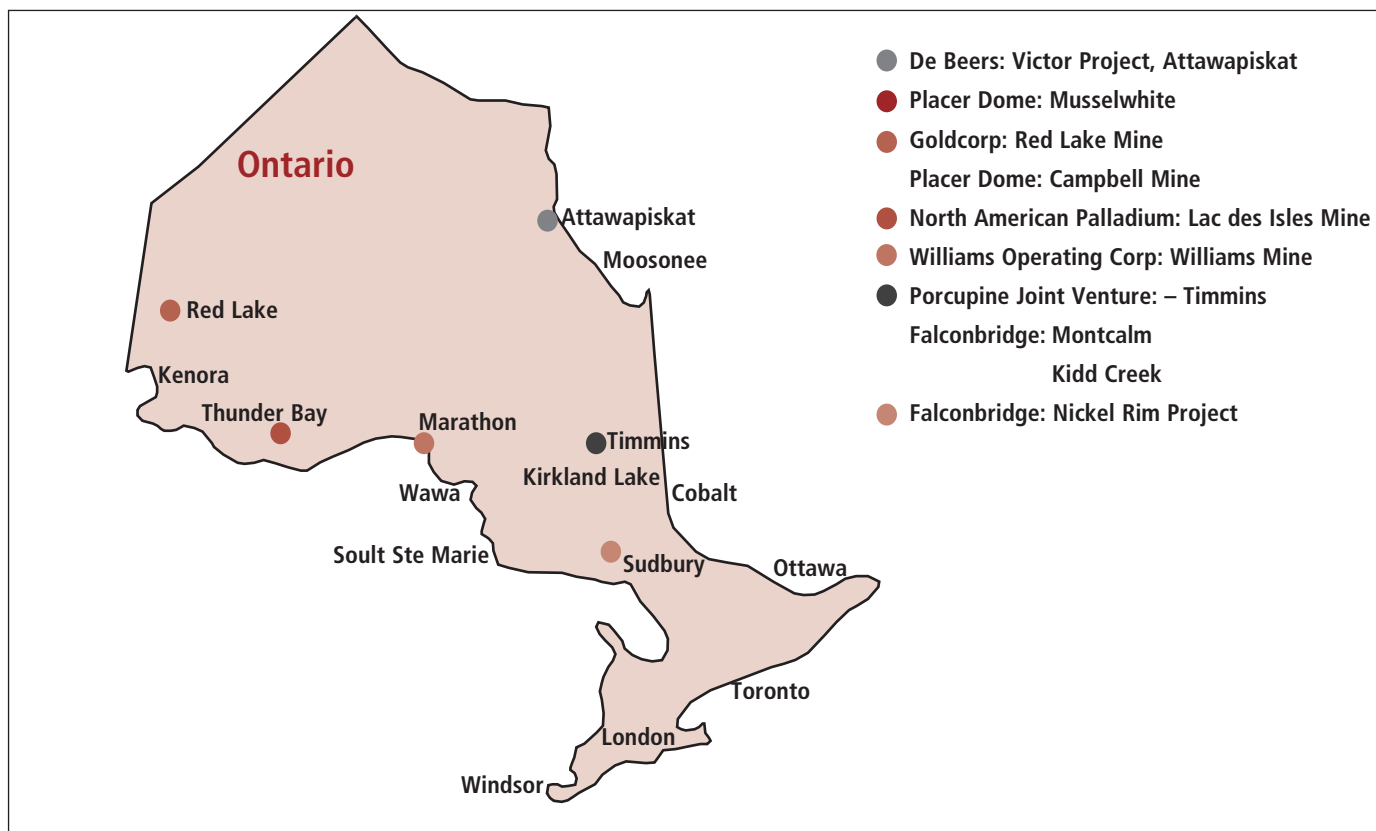 Ontario
Attawapiskat
Moosonee
Red Lake
Kenora
Thunder Bay
Marathon
Timmins
Kirkland Lake
Wawa
Cobalt
Soult Ste Marie
Sudbury
Ottawa
Toronto
London
Windsor
De Beers: Victor Project, Attawapiskat
Placer Dome: Musselwhite
Goldcorp: Red Lake Mine
Placer Dome: Campbell Mine
North American Palladium: Lac des Isles Mine
Williams Operating Corp: Williams Mine
Porcupine Joint Venture: – Timmins
Falconbridge: Montcalm
Kidd Creek
Falconbridge: Nickel Rim Project